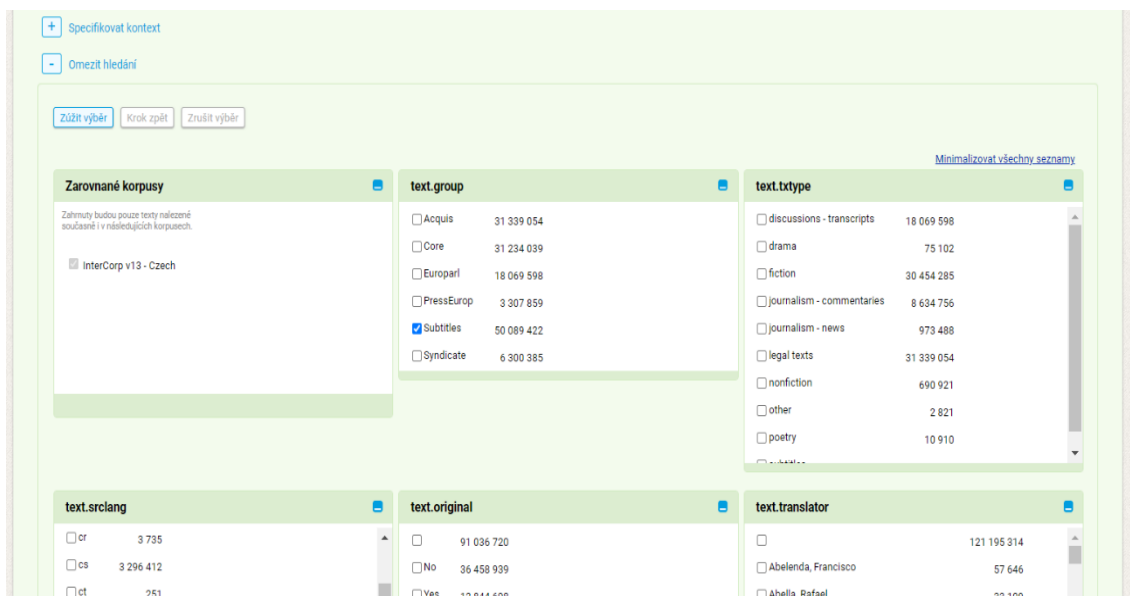 + Specifikovat kontext
- Omezit hledání
Zúžit výběr Krok zpět Zrušit výběr
Minimalizovat všechny seznamy
Zarovnané korpusy
Zahrnuty budou pouze texty nalezené
současně i v následujících korpusech.
InterCorp v13 - Czech
text.group
Acquis 31 339 054
Core 31 234 039
Europarl 18 069 598
PressEurop 3 307 859
Subtitles 50 089 422
Syndicate 6 300 385
text.txtype
discussions - transcripts 18 069 598
drama 75 102
fiction 30 454 285
journalism - commentaries 8 634 756
journalism - news 973 488
legal texts 31 339 054
nonfiction 690 921
other 2 821
poetry 10 910
text.srclang
cr 3 735
cs 3 296 412
ct 251
text.original
91 036 720
No 36 458 939
Yes
text.translator
121 195 314
Abelenda, Francisco 57 646
Abella, Rafael